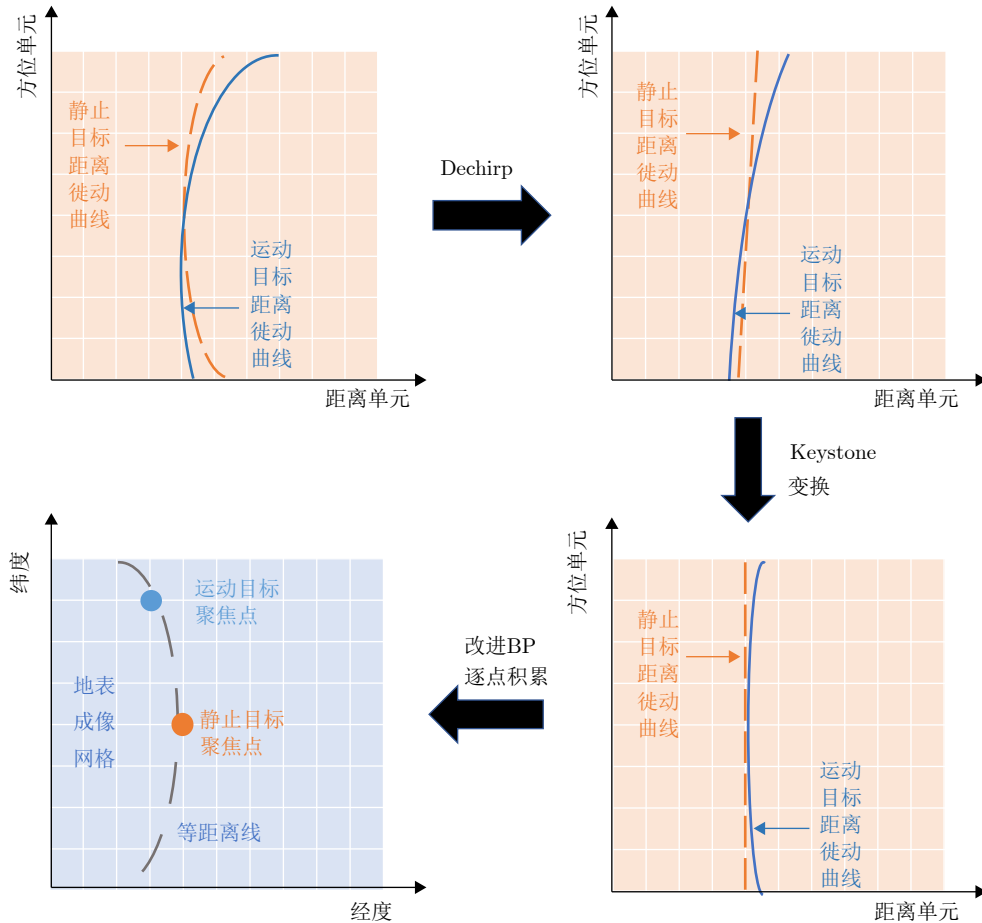 方位单元
静止
目标
距离
徙动
曲线
运动
目标
距离
徙动
曲线
距离单元
Dechirp
方位单元
静止
目标
距离
徙动
曲线
运动
目标
距离
徙动
曲线
距离单元
Keystone
变换
方位单元
静止
目标
距离
徙动
曲线
运动
目标
距离
徙动
曲线
距离单元
改进BP
逐点积累
纬度
运动目标
聚焦点
地表
成像
网格
静止目标
聚焦点
等距离线
经度